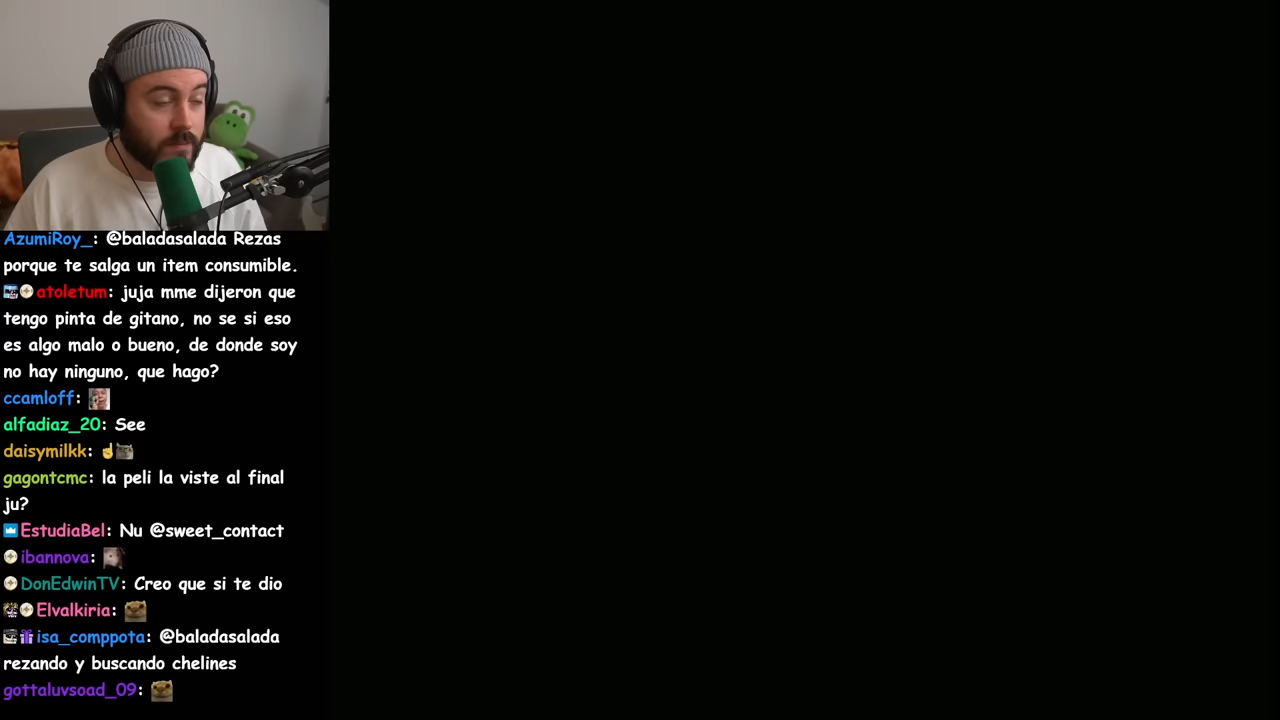 AzumiRoy_: @baladasalada Rezas
porque te salga un item consumible.
atoletum: juja mme dijeron que
tengo pinta de gitano, no se si eso
es algo malo o bueno, de donde soy
no hay ninguno, que hago?
ccamloff:
alfadiaz_20: See
daisymilkk:
gagontcmc: la peli la viste al final
ju?
EstudiaBel: Nu @sweet_contact
ibannova:
DonEdwinTV: Creo que si te dio
Elvalkiria:
isa_comppota: @baladasalada
rezando y buscando chelines
gottaluvsoad_09: